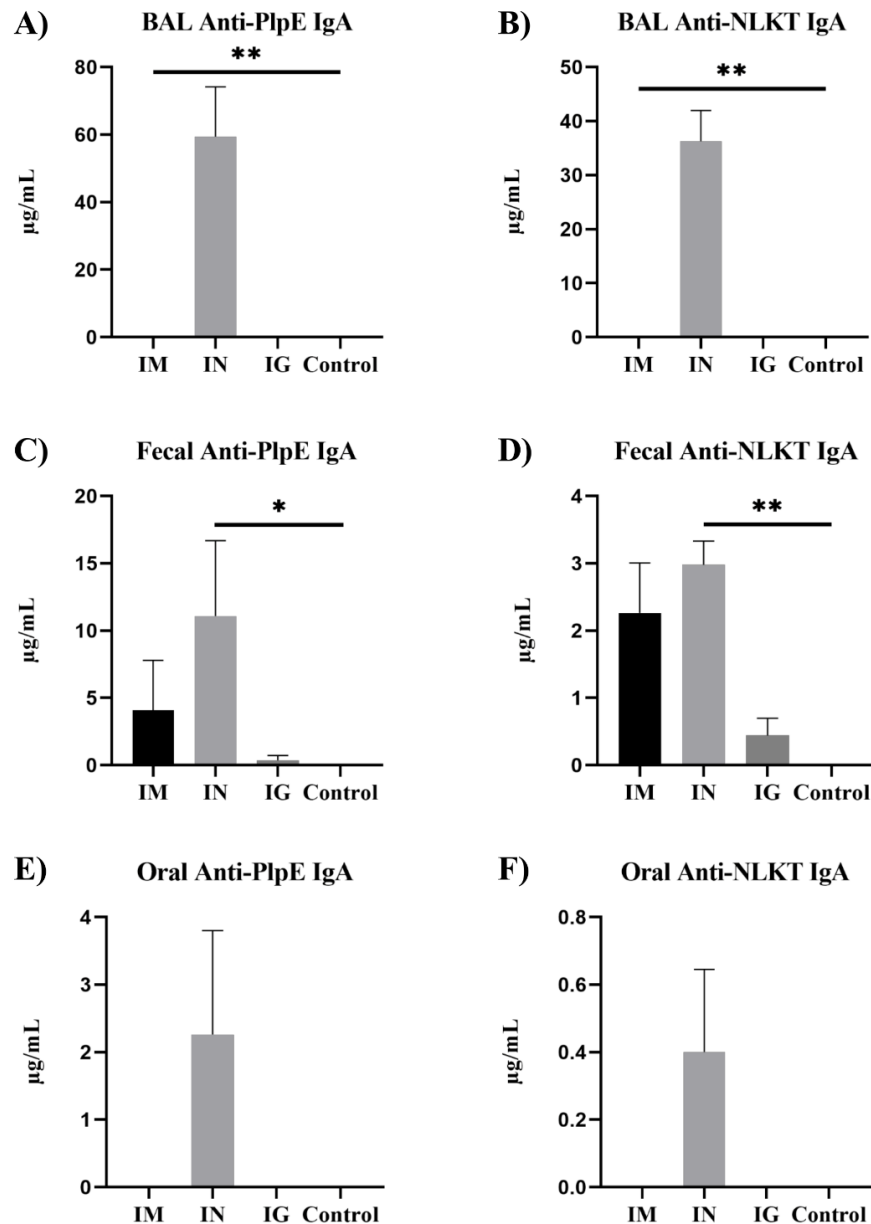 A) BAL Anti-PlpE IgA
**
µg/mL
80
60
40
20
0
IM IN IG Control
B) BAL Anti-NLKT IgA
**
µg/mL
50
40
30
20
10
0
IM IN IG Control
C) Fecal Anti-PlpE IgA
*
µg/mL
20
15
10
5
0
IM IN IG Control
D) Fecal Anti-NLKT IgA
**
µg/mL
4
3
2
1
0
IM IN IG Control
E) Oral Anti-PlpE IgA
µg/mL
4
3
2
1
0
IM IN IG Control
F) Oral Anti-NLKT IgA
µg/mL
0.8
0.6
0.4
0.2
0.0
IM IN IG Control